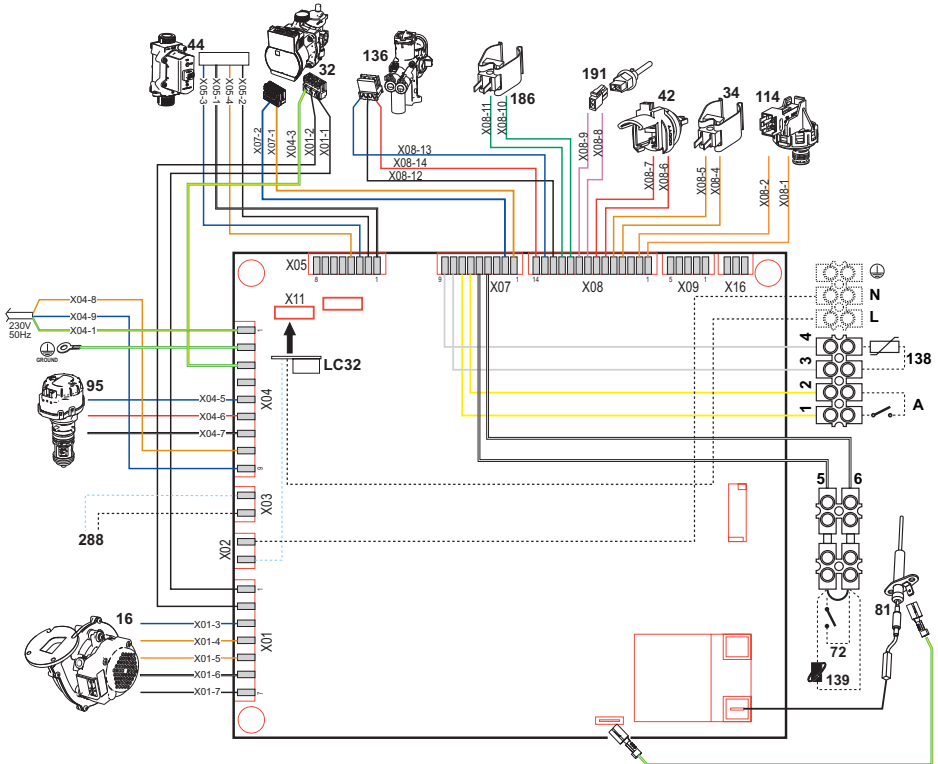 44
32
136
186
191
42
34
114
X05-3
X05-1
X05-4
X05-2
X07-2
X07-1
X04-3
X01-2
X01-1
X08-13
X08-14
X08-12
X08-11
X08-10
X08-9
X08-8
X08-7
X08-6
X08-5
X08-4
X08-2
X08-1
X05
8
1
9
X07
1
14
X08
1
5
X09
1
X16
X11
LC32
N
L
4
3
2
1
138
A
X04-8
X04-9
X04-1
230V
50Hz
GROUND
95
X04-5
X04-6
X04-7
1
X04
9
X03
288
X02
1
X01
7
16
X01-3
X01-4
X01-5
X01-6
X01-7
5
6
72
139
81